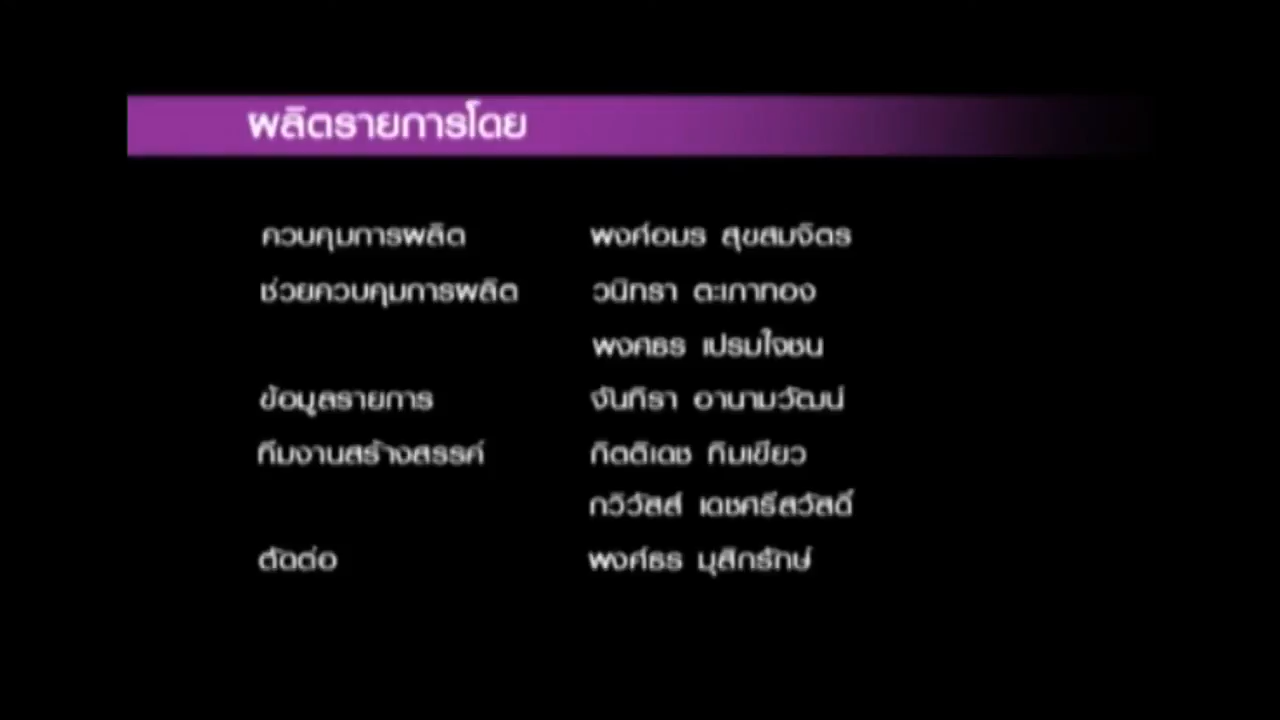 ผลิตรายการโดย
ควบคุมการผลิต พงศ์อมร สุขสมจิตร
ช่วยควบคุมการผลิต วนิทรา ตะเภาทอง
พงศธร เปรมใจชน
ข้อมูลรายการ จันทิรา อานามวัฒน์
ทีมงานสร้างสรรค์ กิตติเดช ทิมเขียว
กวิวัสส์ เดชศรีสวัสดิ์
ตัดต่อ พงศ์ธร มุสิกรักษ์